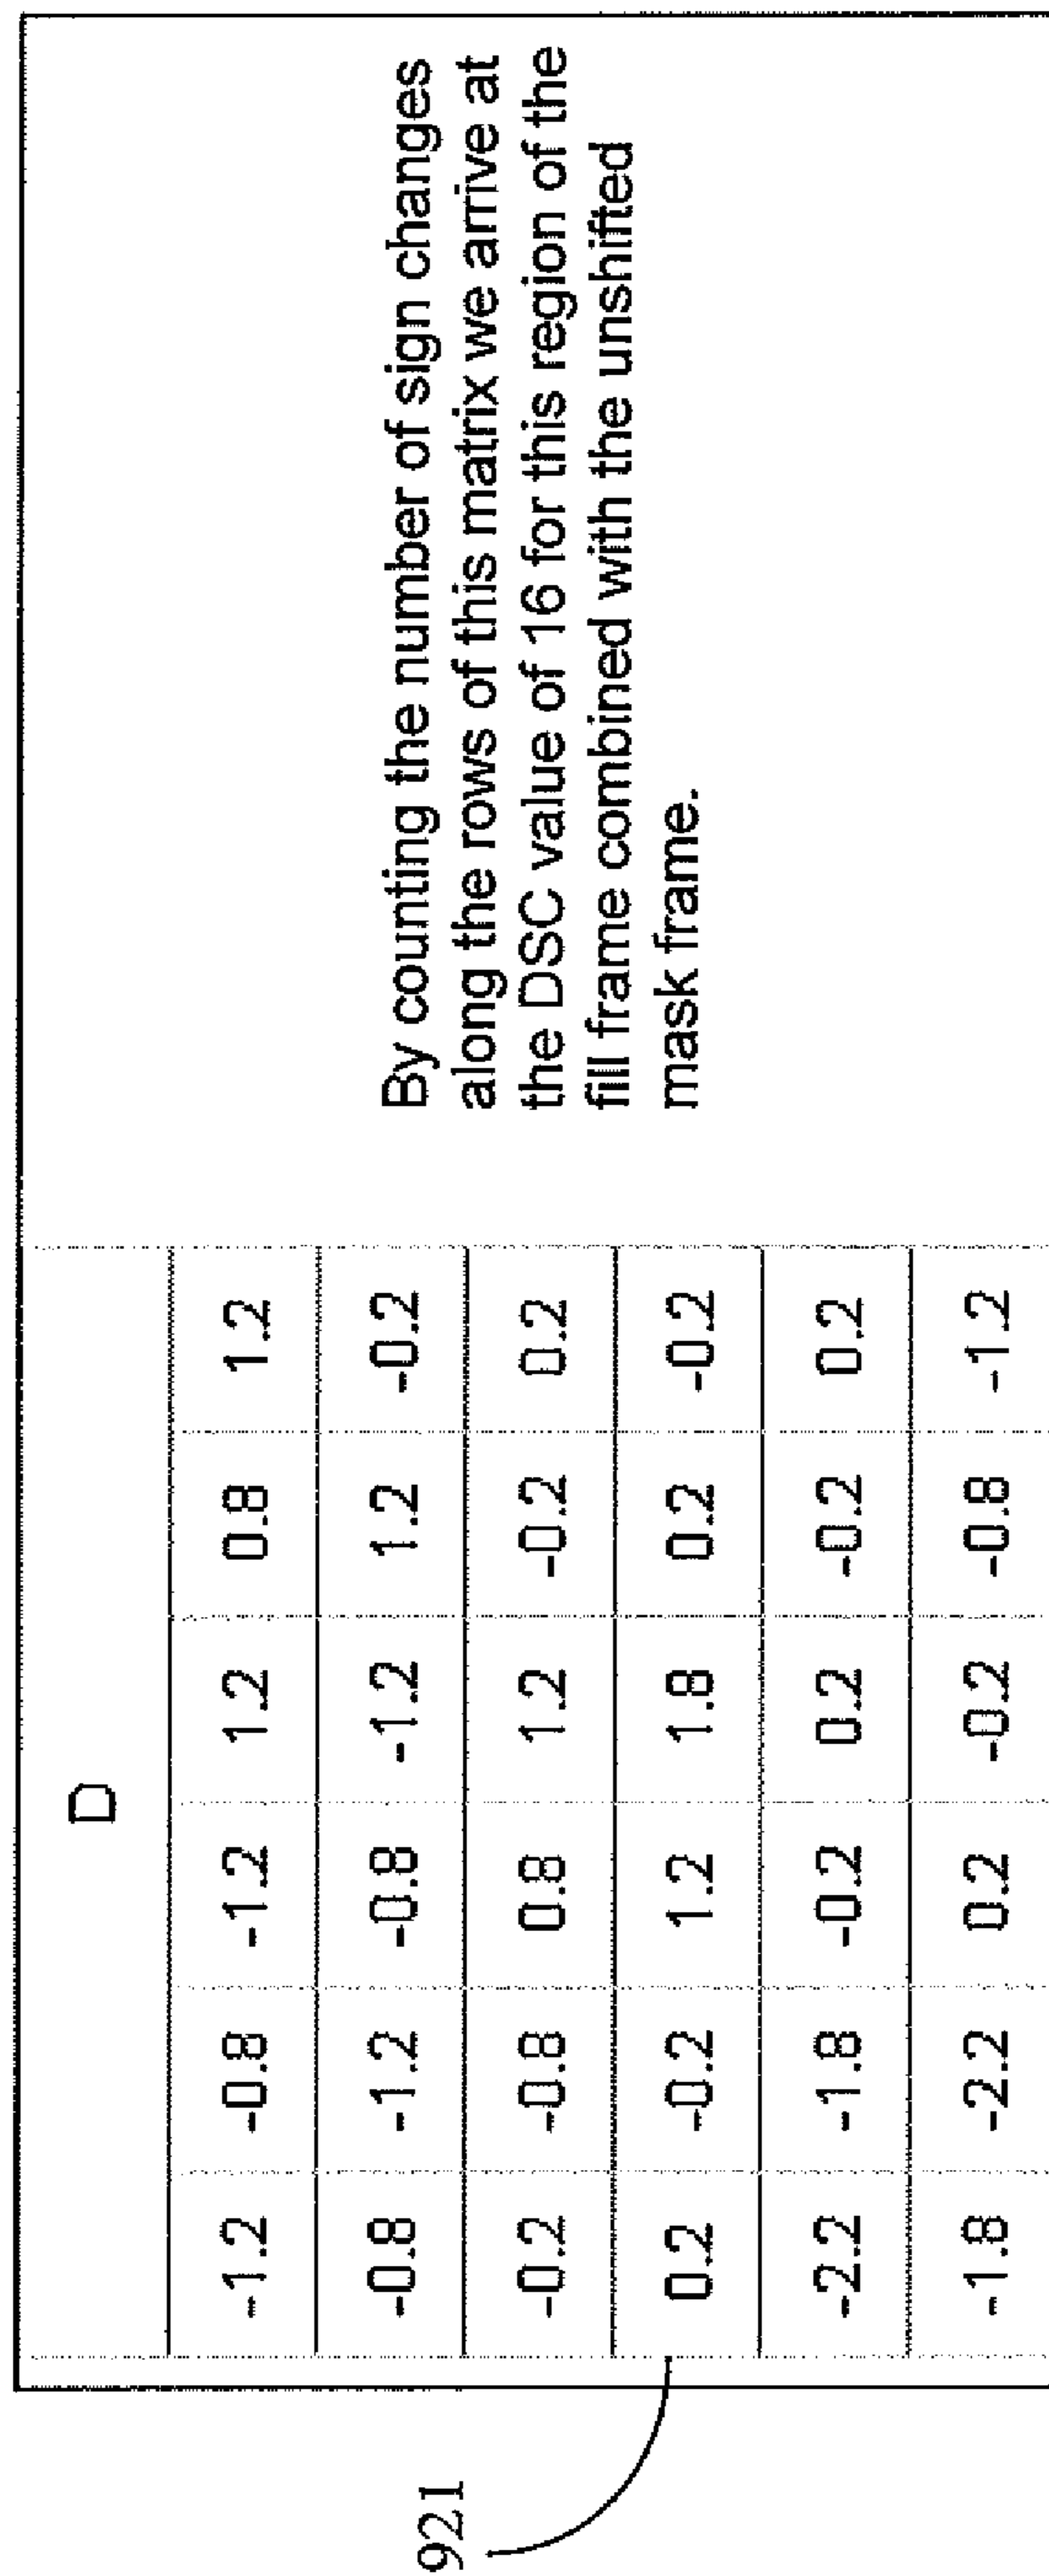 D
-1.2 -0.8 -1.2 1.2 0.8 1.2
-0.8 -1.2 -0.8 -1.2 1.2 -0.2
-0.2 -0.8 0.8 1.2 -0.2 0.2
0.2 -0.2 1.2 1.8 0.2 -0.2
-2.2 -1.8 -0.2 0.2 -0.2 0.2
-1.8 -2.2 0.2 -0.2 -0.8 -1.2
By counting the number of sign changes
along the rows of this matrix we arrive at
the DSC value of 16 for this region of the
fill frame combined with the unshifted
mask frame.
921